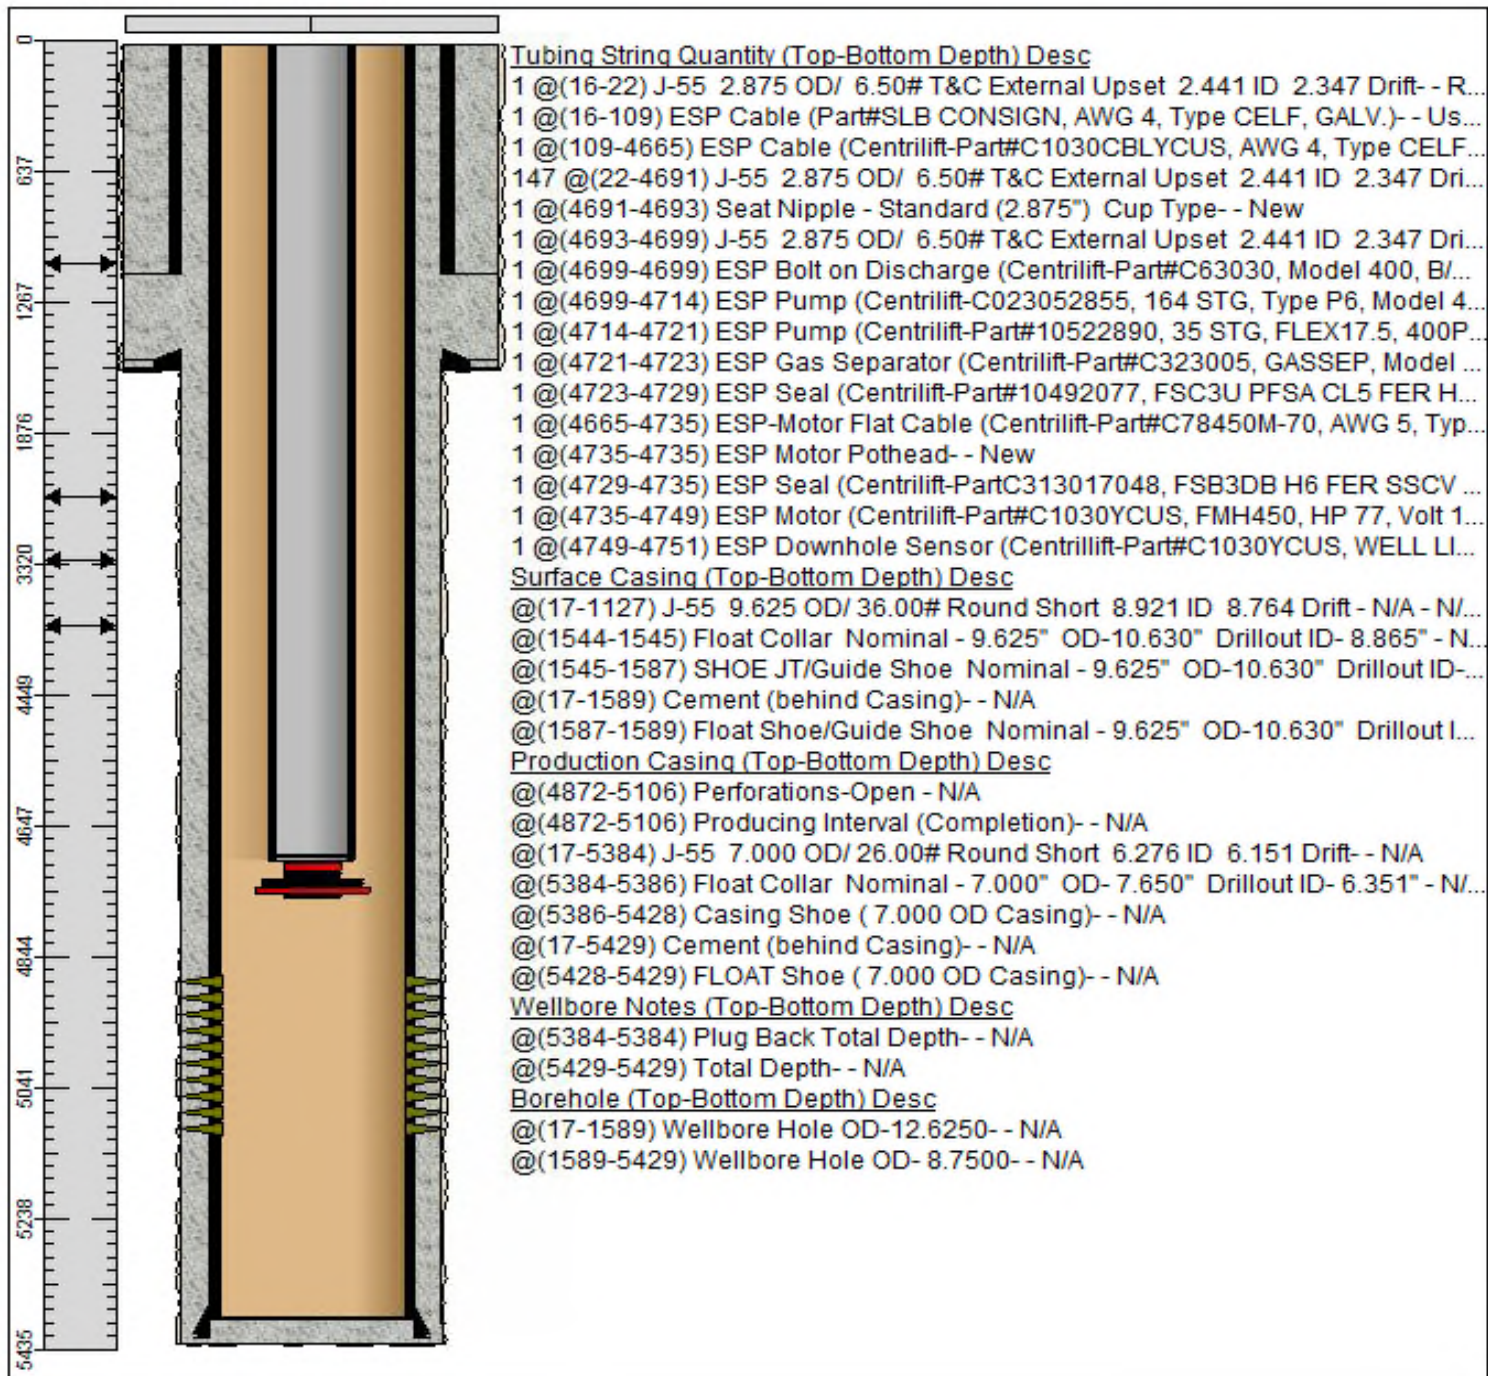 0
637
1267
1876
3320
4449
4647
4844
5041
5238
5435
Tubing String Quantity (Top-Bottom Depth) Desc
1 @(16-22) J-55 2.875 OD/ 6.50# T&C External Upset 2.441 ID 2.347 Drift- - R...
1 @(16-109) ESP Cable (Part#SLB CONSIGN, AWG 4, Type CELF, GALV.)- - Us...
1 @(109-4665) ESP Cable (Centrilift-Part#C1030CBLYCUS, AWG 4, Type CELF...
147 @(22-4691) J-55 2.875 OD/ 6.50# T&C External Upset 2.441 ID 2.347 Dri...
1 @(4691-4693) Seat Nipple - Standard (2.875") Cup Type- - New
1 @(4693-4699) J-55 2.875 OD/ 6.50# T&C External Upset 2.441 ID 2.347 Dri...
1 @(4699-4699) ESP Bolt on Discharge (Centrilift-Part#C63030, Model 400, B/...
1 @(4699-4714) ESP Pump (Centrilift-C023052855, 164 STG, Type P6, Model 4...
1 @(4714-4721) ESP Pump (Centrilift-Part#10522890, 35 STG, FLEX17.5, 400P...
1 @(4721-4723) ESP Gas Separator (Centrilift-Part#C323005, GASSEP, Model ...
1 @(4723-4729) ESP Seal (Centrilift-Part#10492077, FSC3U PFSA CL5 FER H...
1 @(4665-4735) ESP-Motor Flat Cable (Centrilift-Part#C78450M-70, AWG 5, Typ...
1 @(4735-4735) ESP Motor Pothead- - New
1 @(4729-4735) ESP Seal (Centrilift-PartC313017048, FSB3DB H6 FER SSCV ...
1 @(4735-4749) ESP Motor (Centrilift-Part#C1030YCUS, FMH450, HP 77, Volt 1...
1 @(4749-4751) ESP Downhole Sensor (Centrillift-Part#C1030YCUS, WELL LI...
Surface Casing (Top-Bottom Depth) Desc
@(17-1127) J-55 9.625 OD/ 36.00# Round Short 8.921 ID 8.764 Drift - N/A - N/...
@(1544-1545) Float Collar Nominal - 9.625" OD-10.630" Drillout ID- 8.865" - N...
@(1545-1587) SHOE JT/Guide Shoe Nominal - 9.625" OD-10.630" Drillout ID-...
@(17-1589) Cement (behind Casing)- - N/A
@(1587-1589) Float Shoe/Guide Shoe Nominal - 9.625" OD-10.630" Drillout I...
Production Casing (Top-Bottom Depth) Desc
@(4872-5106) Perforations-Open - N/A
@(4872-5106) Producing Interval (Completion)- - N/A
@(17-5384) J-55 7.000 OD/ 26.00# Round Short 6.276 ID 6.151 Drift- - N/A
@(5384-5386) Float Collar Nominal - 7.000" OD- 7.650" Drillout ID- 6.351" - N/...
@(5386-5428) Casing Shoe ( 7.000 OD Casing)- - N/A
@(17-5429) Cement (behind Casing)- - N/A
@(5428-5429) FLOAT Shoe ( 7.000 OD Casing)- - N/A
Wellbore Notes (Top-Bottom Depth) Desc
@(5384-5384) Plug Back Total Depth- - N/A
@(5429-5429) Total Depth- - N/A
Borehole (Top-Bottom Depth) Desc
@(17-1589) Wellbore Hole OD-12.6250- - N/A
@(1589-5429) Wellbore Hole OD- 8.7500- - N/A